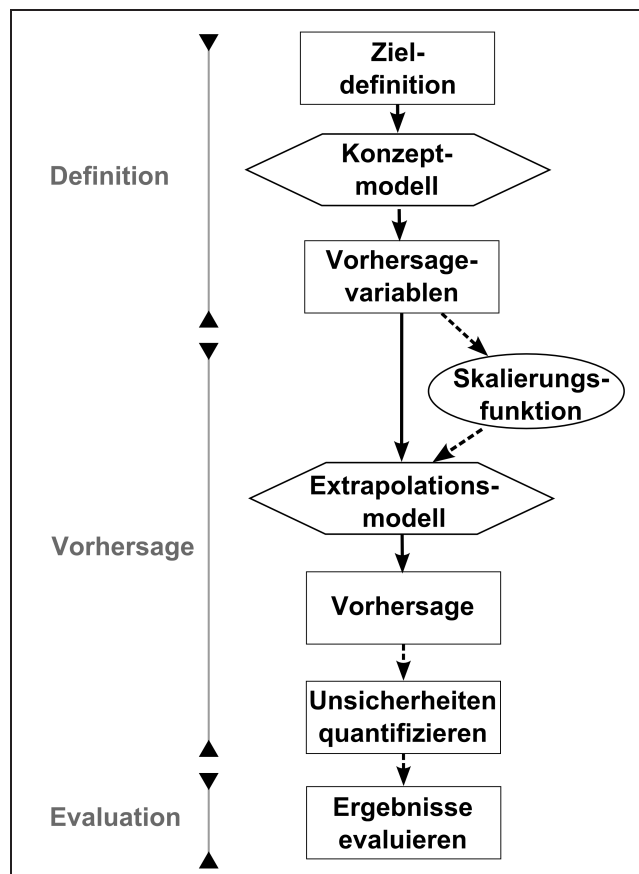 Ziel-
definition
Konzept-
modell
Definition
Vorhersage-
variablen
Skalierungs-
funktion
Extrapolations-
modell
Vorhersage
Vorhersage
Unsicherheiten
quantifizieren
Evaluation
Ergebnisse
evaluieren